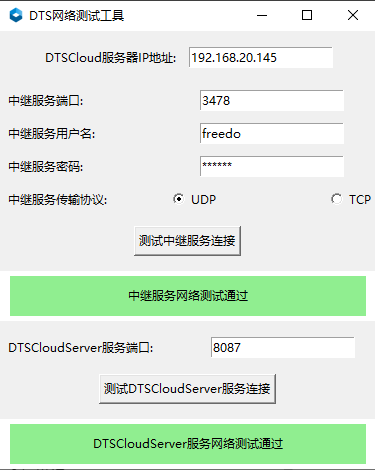 DTS网络测试工具
DTSCloud服务器IP地址: 192.168.20.145
中继服务端口: 3478
中继服务用户名: freedo
中继服务密码: ******
中继服务传输协议: UDP TCP
测试中继服务连接
中继服务网络测试通过
DTSCloudServer服务端口: 8087
测试DTSCloudServer服务连接
DTSCloudServer服务网络测试通过